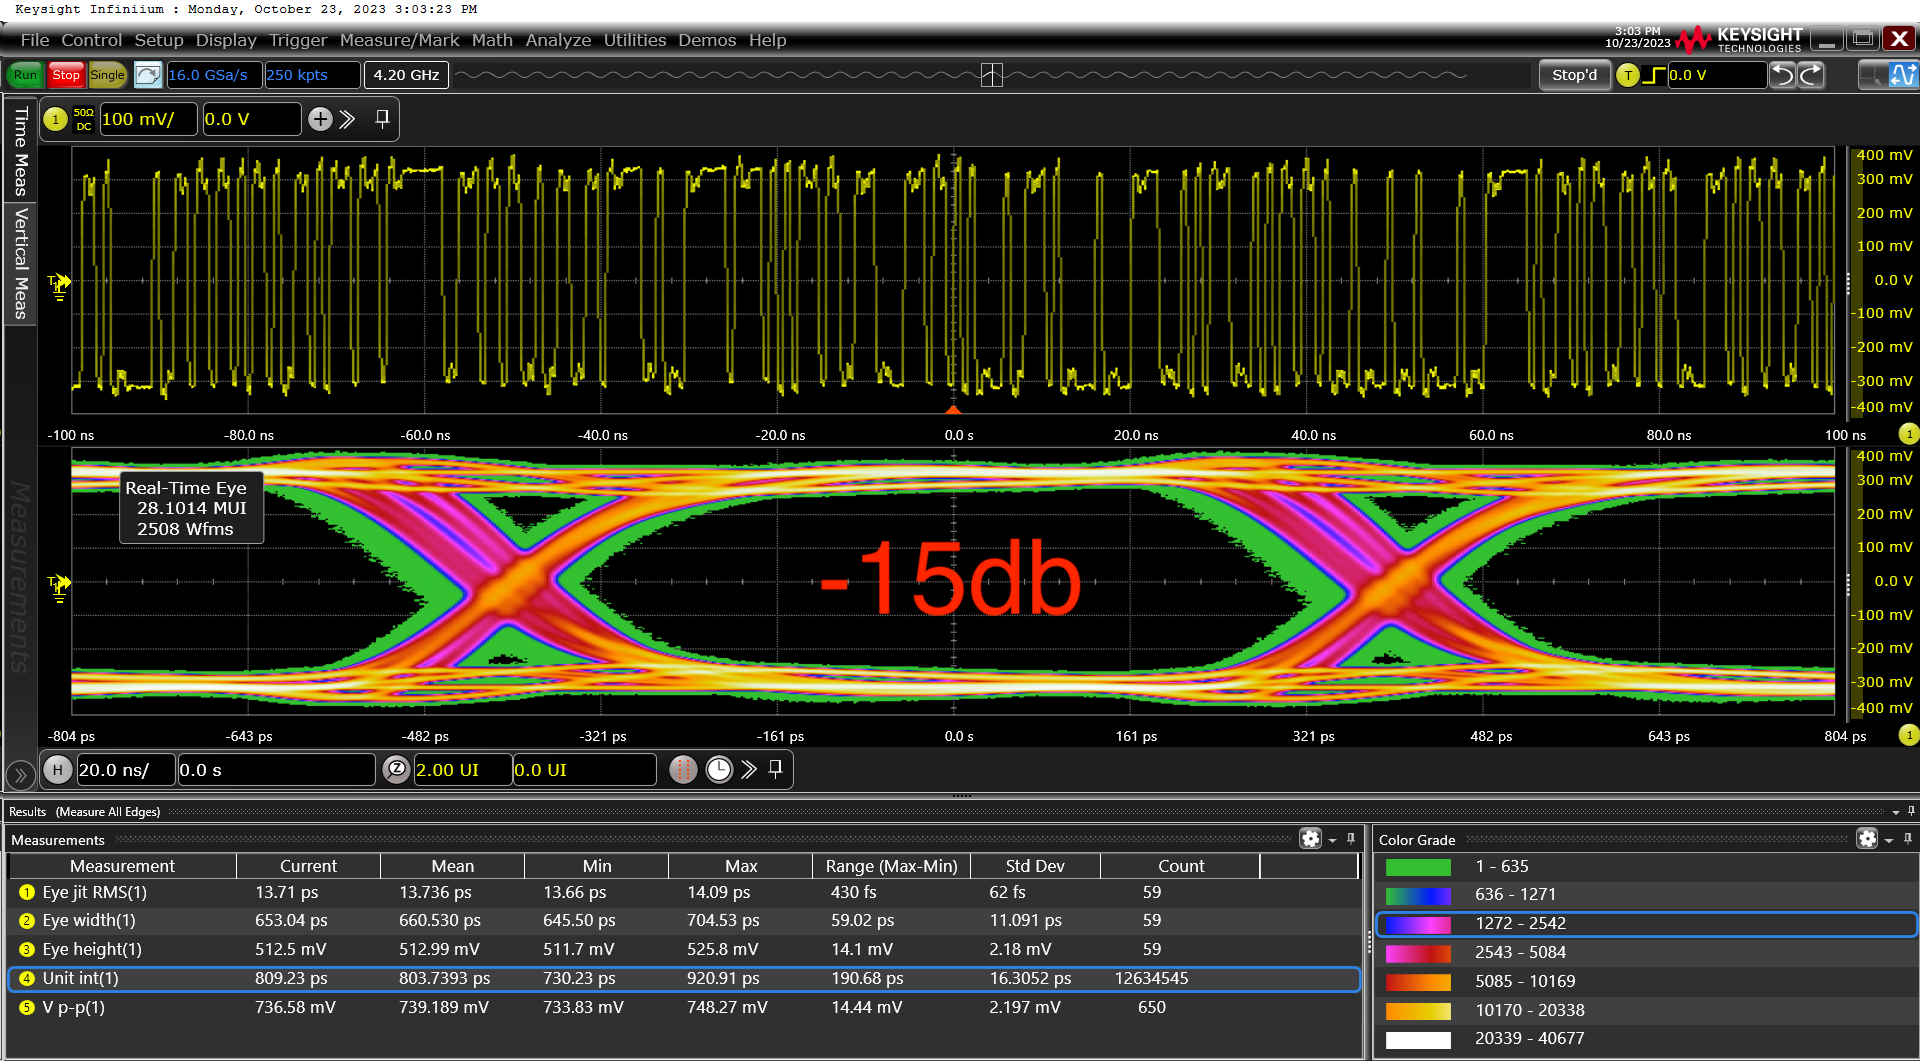 Keysight Infiniium : Monday, October 23, 2023 3:03:23 PM
File Control Setup Display Trigger Measure/Mark Math Analyze Utilities Demos Help
3:03 PM
10/23/2023
KEYSIGHT
TECHNOLOGIES
X
Run Stop Single 16.0 GSa/s 250 kpts 4.20 GHz Stop'd T 0.0 V
1 50Ω DC 100 mV/ 0.0 V
Time Meas
Vertical Meas
Measurements
400 mV
300 mV
200 mV
100 mV
0.0 V
-100 mV
-200 mV
-300 mV
-400 mV
-100 ns -80.0 ns -60.0 ns -40.0 ns -20.0 ns 0.0 s 20.0 ns 40.0 ns 60.0 ns 80.0 ns 100 ns 1
Real-Time Eye
28.1014 MUI
2508 Wfms
-15db
400 mV
300 mV
200 mV
100 mV
0.0 V
-100 mV
-200 mV
-300 mV
-400 mV
-804 ps -643 ps -482 ps -321 ps -161 ps 0.0 s 161 ps 321 ps 482 ps 643 ps 804 ps 1
H 20.0 ns/ 0.0 s Z 2.00 UI 0.0 UI
Results (Measure All Edges)
Measurements
Measurement Current Mean Min Max Range (Max-Min) Std Dev Count
1 Eye jit RMS(1) 13.71 ps 13.736 ps 13.66 ps 14.09 ps 430 fs 62 fs 59
2 Eye width(1) 653.04 ps 660.530 ps 645.50 ps 704.53 ps 59.02 ps 11.091 ps 59
3 Eye height(1) 512.5 mV 512.99 mV 511.7 mV 525.8 mV 14.1 mV 2.18 mV 59
4 Unit int(1) 809.23 ps 803.7393 ps 730.23 ps 920.91 ps 190.68 ps 16.3052 ps 12634545
5 V p-p(1) 736.58 mV 739.189 mV 733.83 mV 748.27 mV 14.44 mV 2.197 mV 650
Color Grade
1 - 635
636 - 1271
1272 - 2542
2543 - 5084
5085 - 10169
10170 - 20338
20339 - 40677